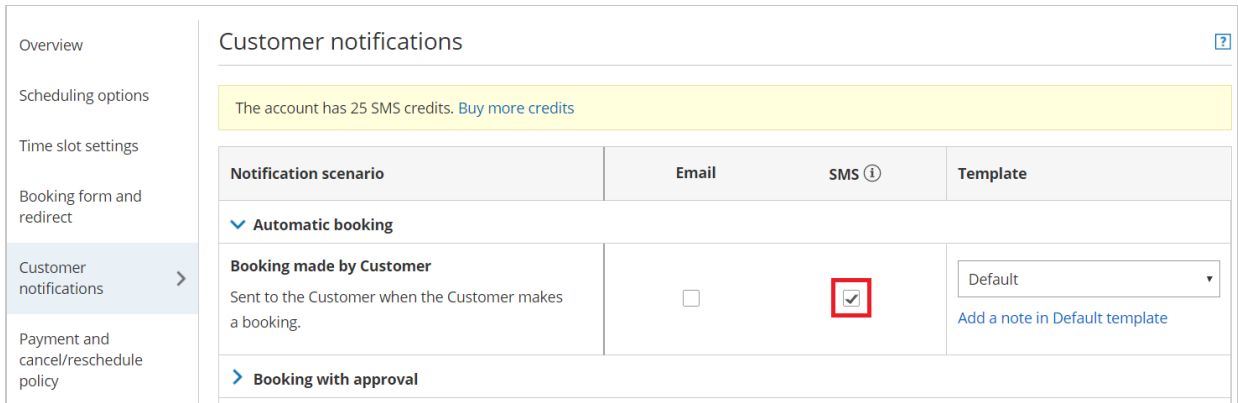 Overview
Scheduling options
Time slot settings
Booking form and
redirect
Customer
notifications
Payment and
cancel/reschedule
policy
Customer notifications
?
The account has 25 SMS credits. Buy more credits
Notification scenario Email SMS i Template
Automatic booking
Booking made by Customer
Sent to the Customer when the Customer makes
a booking.
Default
Add a note in Default template
Booking with approval